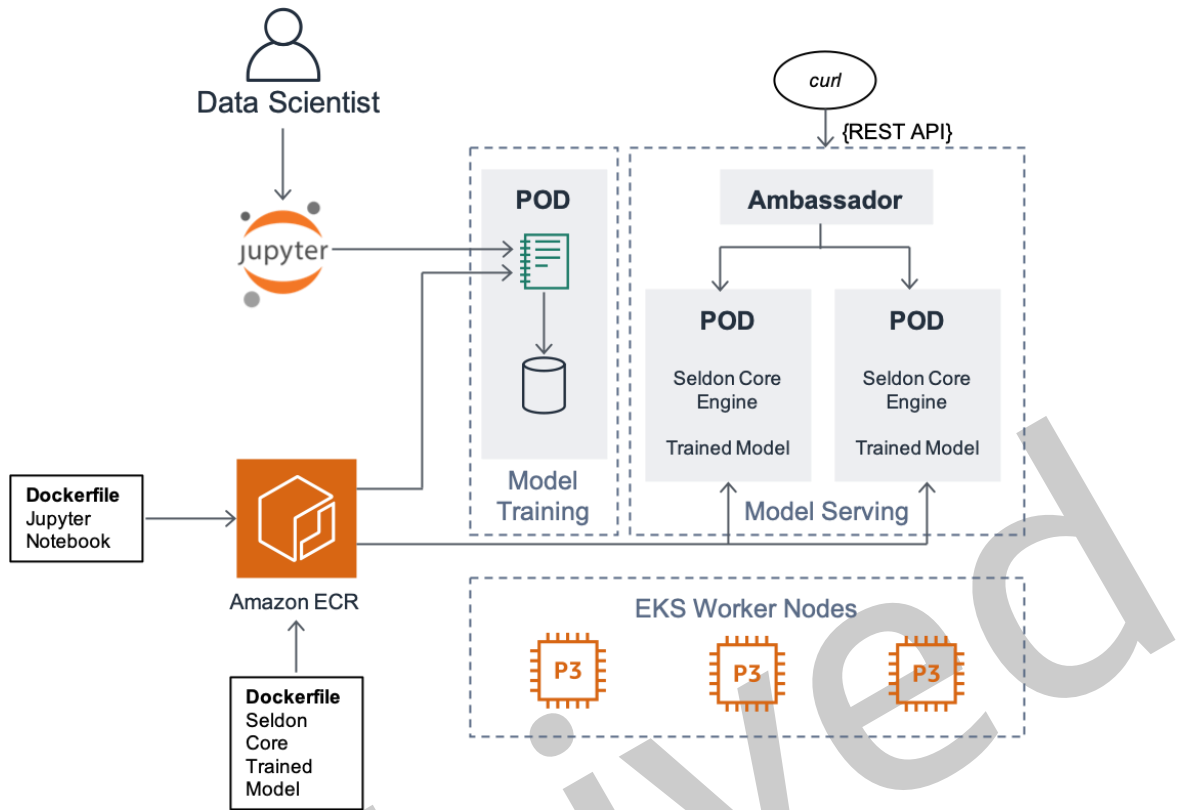 Data Scientist
curl
{REST API}
jupyter
POD
Ambassador
POD
Seldon Core
Engine
Trained Model
POD
Seldon Core
Engine
Trained Model
Model
Training
Model Serving
Dockerfile
Jupyter
Notebook
Amazon ECR
EKS Worker Nodes
P3
P3
P3
Dockerfile
Seldon
Core
Trained
Model